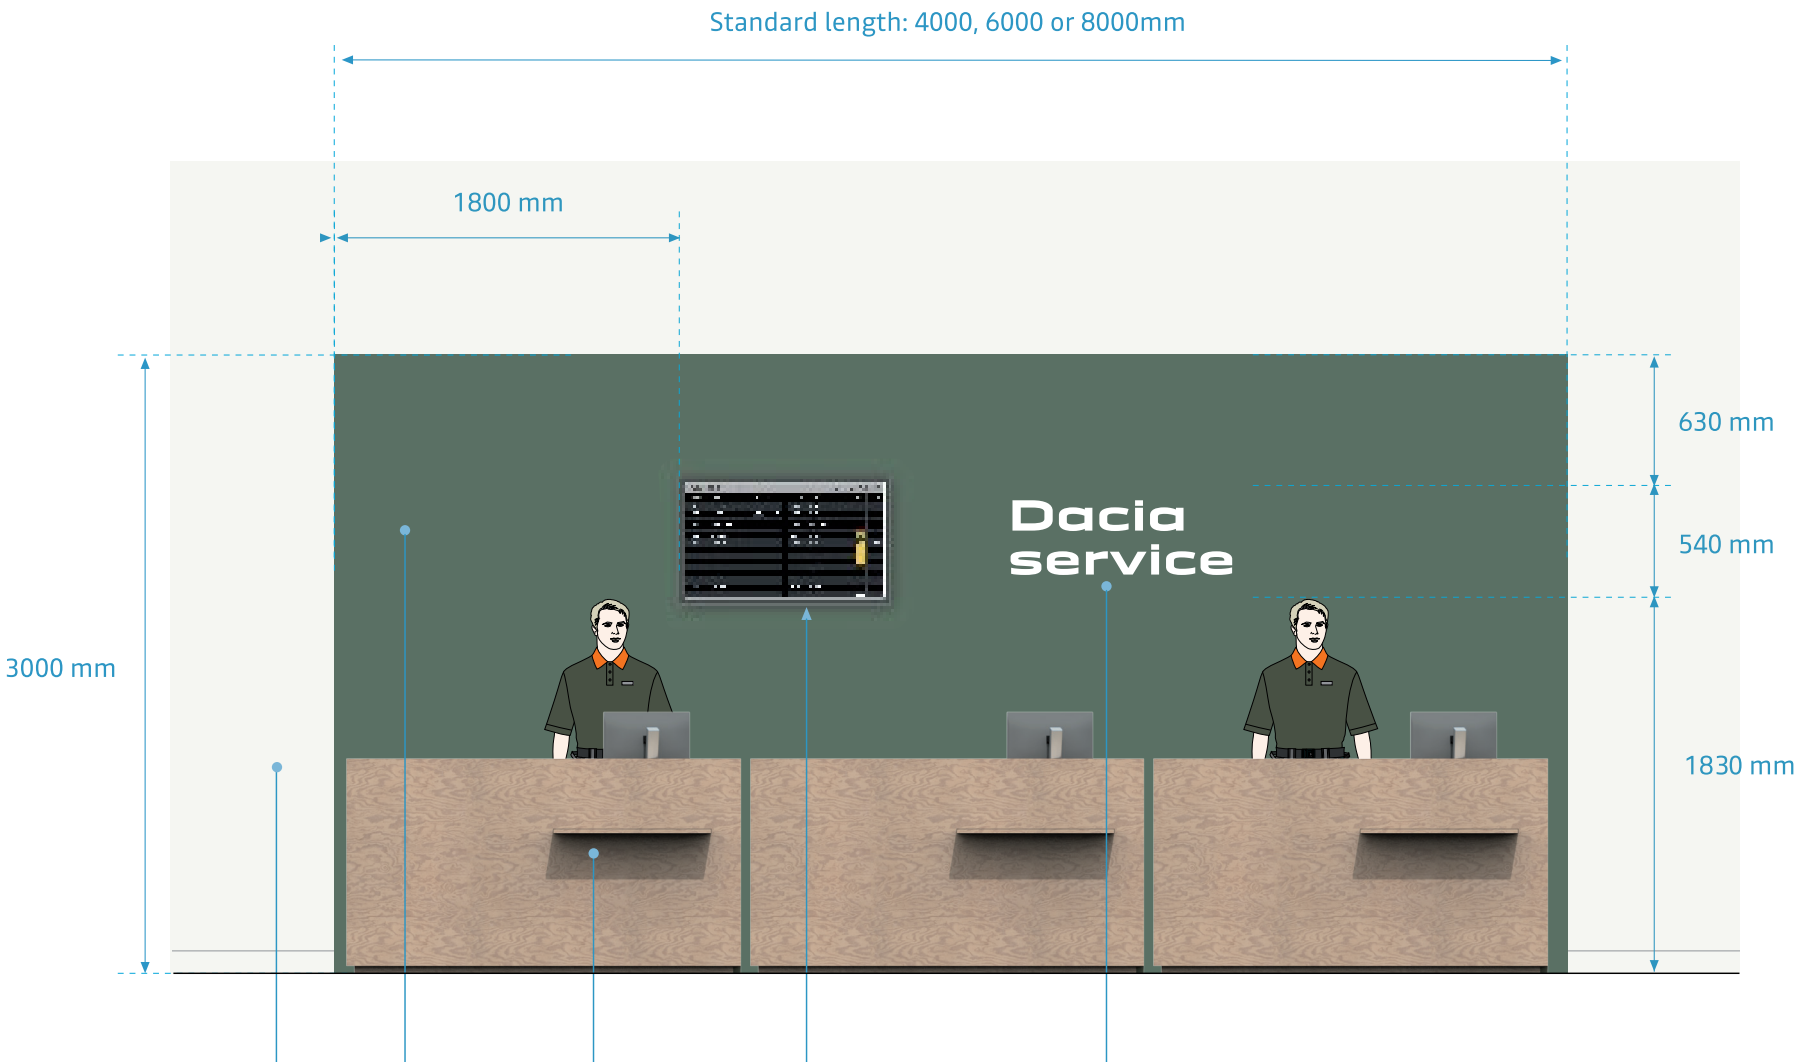 Standard length: 4000, 6000 or 8000mm
1800 mm
630 mm
Dacia
service
540 mm
3000 mm
1830 mm